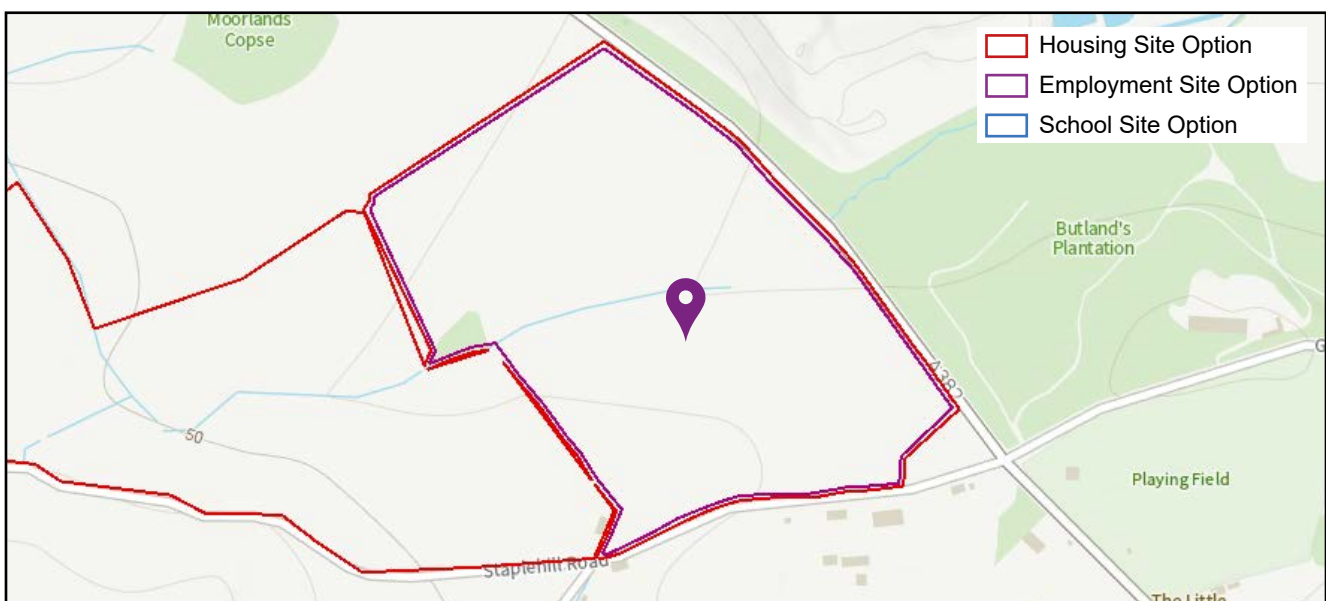 Moorlands
Copse
Housing Site Option
Employment Site Option
School Site Option
Butland's
Plantation
A382
50
Playing Field
Staplehill Road
The Little
G